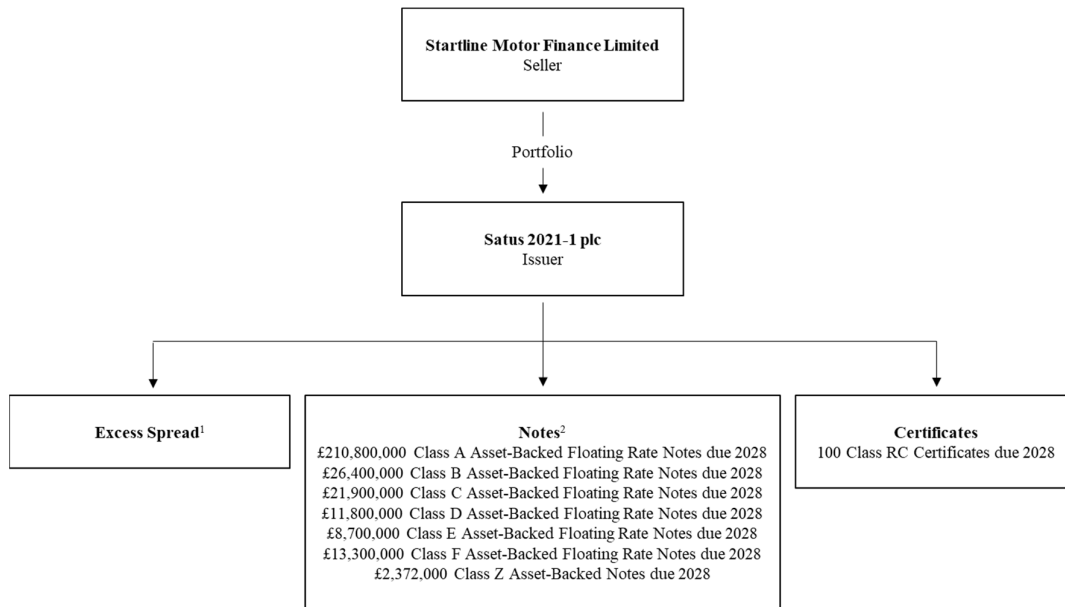 Startline Motor Finance Limited
Seller
Portfolio
Satus 2021-1 plc
Issuer
Excess Spread¹
Notes²
£210,800,000 Class A Asset-Backed Floating Rate Notes due 2028
£26,400,000 Class B Asset-Backed Floating Rate Notes due 2028
£21,900,000 Class C Asset-Backed Floating Rate Notes due 2028
£11,800,000 Class D Asset-Backed Floating Rate Notes due 2028
£8,700,000 Class E Asset-Backed Floating Rate Notes due 2028
£13,300,000 Class F Asset-Backed Floating Rate Notes due 2028
£2,372,000 Class Z Asset-Backed Notes due 2028
Certificates
100 Class RC Certificates due 2028